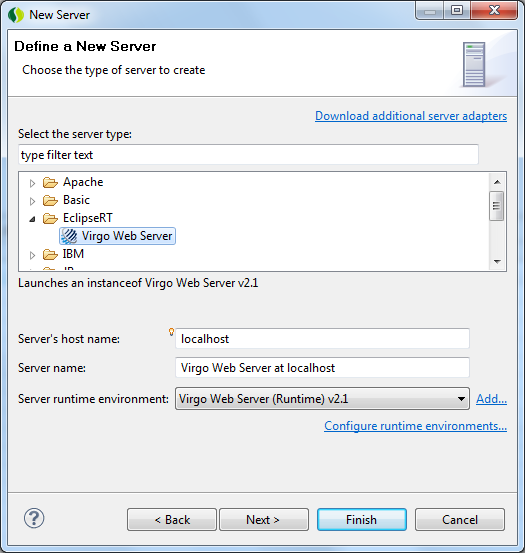 New Server
Define a New Server
Choose the type of server to create
Download additional server adapters
Select the server type:
type filter text
Apache
Basic
EclipseRT
Virgo Web Server
IBM
Launches an instanceof Virgo Web Server v2.1
Server's host name:
localhost
Server name:
Virgo Web Server at localhost
Server runtime environment:
Virgo Web Server (Runtime) v2.1
Add...
Configure runtime environments...
?
< Back
Next >
Finish
Cancel